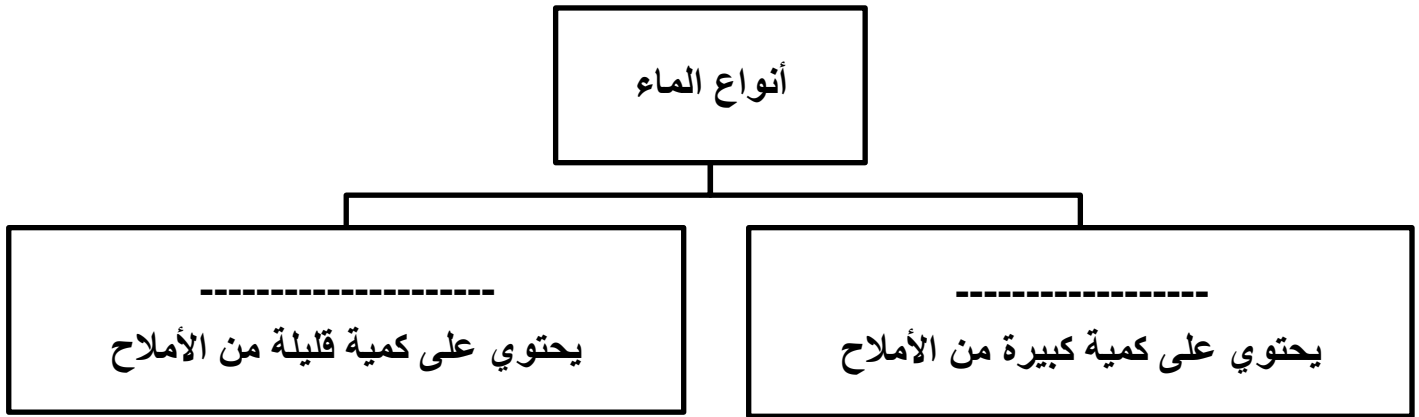 أنواع الماء
------------------
يحتوي على كمية كبيرة من الأملاح
---------------------
يحتوي على كمية قليلة من الأملاح